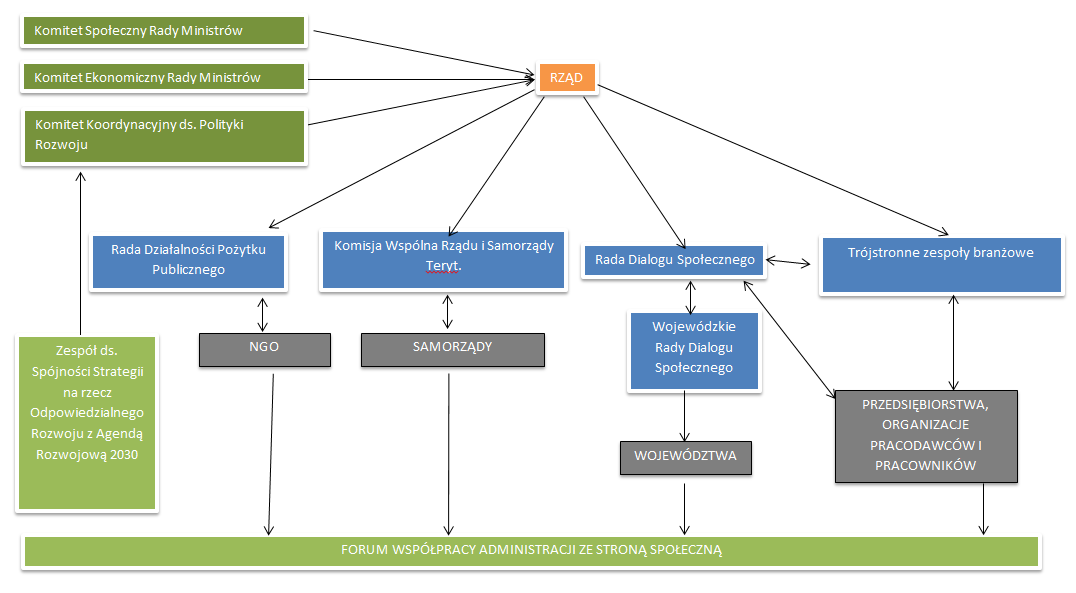 Komitet Społeczny Rady Ministrów
Komitet Ekonomiczny Rady Ministrów
RZĄD
Komitet Koordynacyjny ds. Polityki
Rozwoju
Rada Działalności Pożytku
Publicznego
Komisja Wspólna Rządu i Samorządy
Teryt.
Rada Dialogu Społecznego
Trójstronne zespoły branżowe
Zespół ds.
Spójności Strategii
na rzecz
Odpowiedzialnego
Rozwoju z Agendą
Rozwojową 2030
NGO
SAMORZĄDY
Wojewódzkie
Rady Dialogu
Społecznego
WOJEWÓDZTWA
PRZEDSIĘBIORSTWA,
ORGANIZACJE
PRACODAWCÓW I
PRACOWNIKÓW
FORUM WSPÓŁPRACY ADMINISTRACJI ZE STRONĄ SPOŁECZNĄ